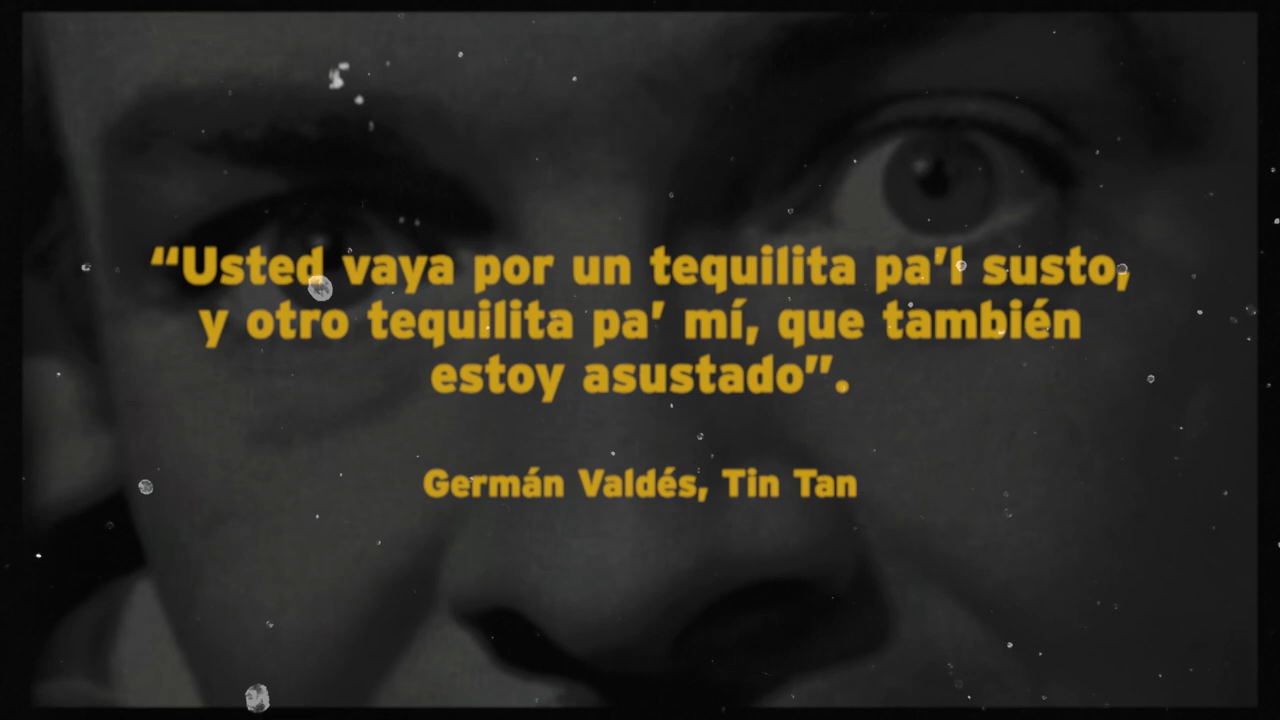 “Usted vaya por un tequilita pa’l susto,
y otro tequilita pa’ mí, que también
estoy asustado”.
Germán Valdés, Tin Tan